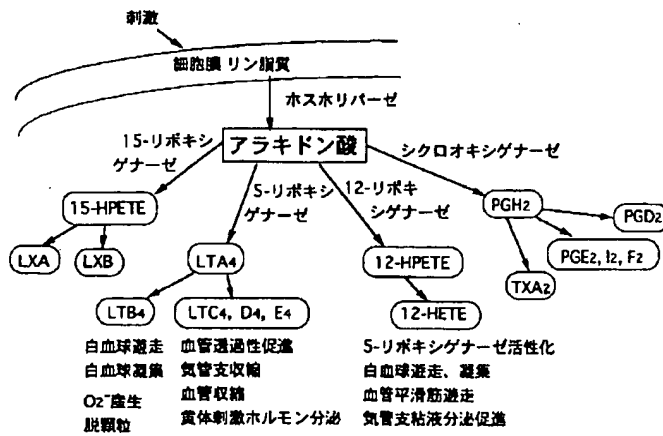 刺激
細胞膜 リン脂質
ホスホリパーゼ
アラキドン酸
15-リポキシ
ゲナーゼ
5-リポキシ
ゲナーゼ
12-リポキ
シゲナーゼ
シクロオキシゲナーゼ
15-HPETE
LXA
LXB
LTA4
LTB4
LTC4, D4, E4
12-HPETE
12-HETE
PGH2
PGD2
PGE2, I2, F2
TXA2
白血球遊走
白血球凝集
O2⁻産生
脱顆粒
血管透過性促進
気管支収縮
血管収縮
黄体刺激ホルモン分泌
5-リポキシゲナーゼ活性化
白血球遊走、凝集
血管平滑筋遊走
気管支粘液分泌促進